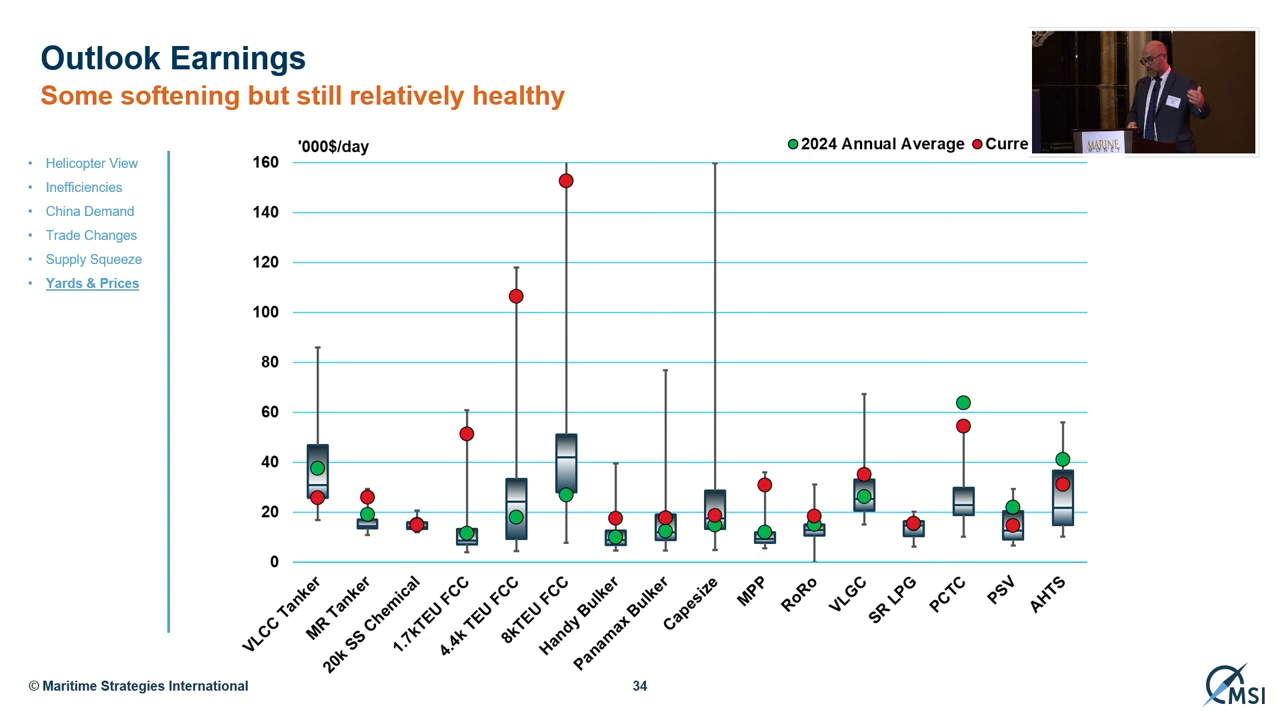 Outlook Earnings
Some softening but still relatively healthy
• Helicopter View
• Inefficiencies
• China Demand
• Trade Changes
• Supply Squeeze
• Yards & Prices
'000$/day
2024 Annual Average Curre
160
140
120
100
80
60
40
20
0
VLCC Tanker
MR Tanker
20k SS Chemical
1.7kTEU FCC
4.4k TEU FCC
8kTEU FCC
Handy Bulker
Panamax Bulker
Capesize
MPP
RoRo
VLGC
SR LPG
PCTC
PSV
AHTS
MARINE
MONEY
© Maritime Strategies International
34
MSI